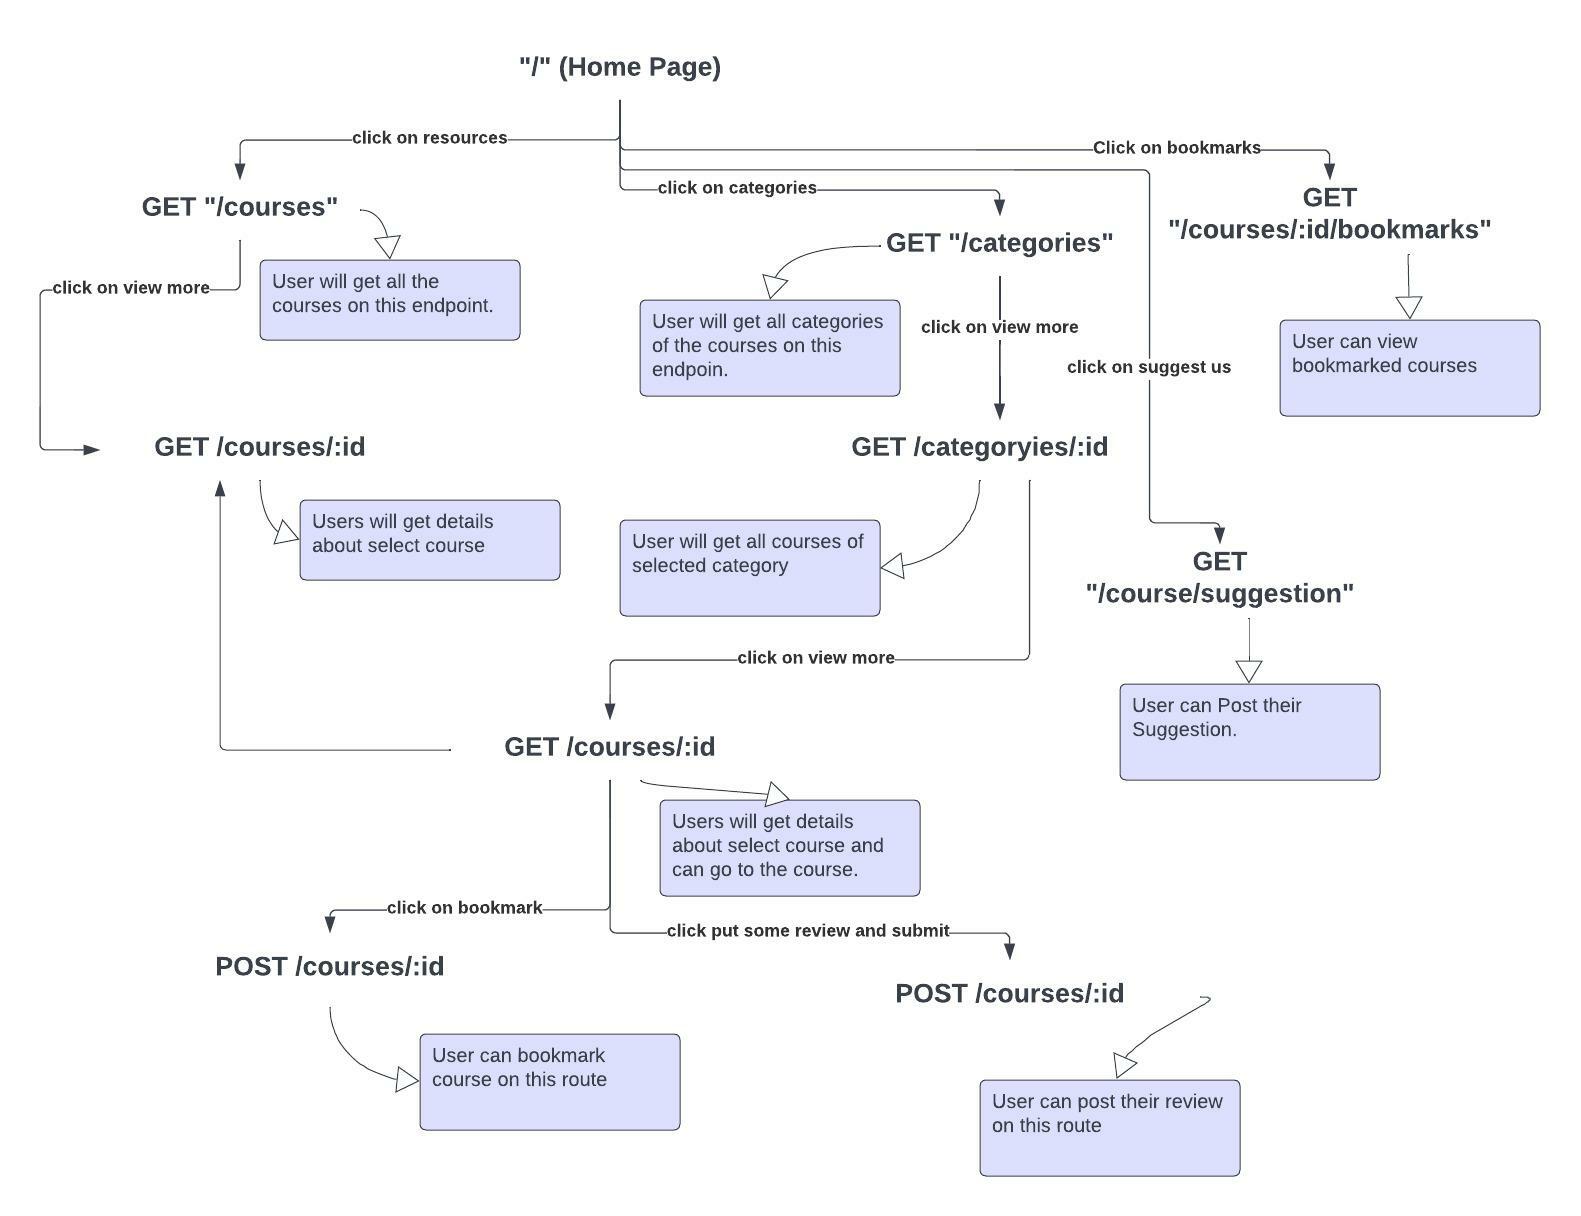 "/" (Home Page)
click on resources
Click on bookmarks
click on categories
GET "/courses"
GET
"/courses/:id/bookmarks"
GET "/categories"
User will get all the
courses on this endpoint.
click on view more
User will get all categories
of the courses on this
endpoin.
click on view more
click on suggest us
User can view
bookmarked courses
GET /courses/:id
GET /categoryies/:id
Users will get details
about select course
User will get all courses of
selected category
GET
"/course/suggestion"
click on view more
User can Post their
Suggestion.
GET /courses/:id
Users will get details
about select course and
can go to the course.
click on bookmark
click put some review and submit
POST /courses/:id
POST /courses/:id
User can bookmark
course on this route
User can post their review
on this route